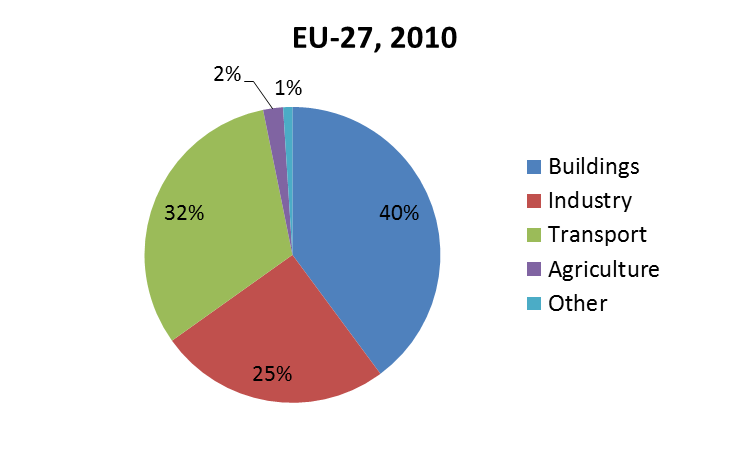 EU-27, 2010
2%
1%
32%
40%
25%
Buildings
Industry
Transport
Agriculture
Other